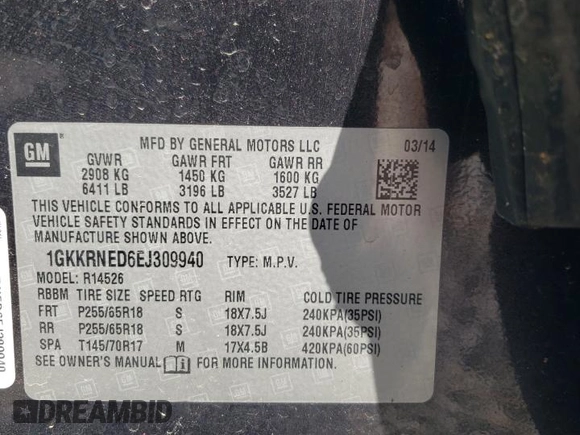 GM
MFD BY GENERAL MOTORS LLC 03/14
GVWR GAWR FRT GAWR RR
2908 KG 1450 KG 1600 KG
6411 LB 3196 LB 3527 LB
THIS VEHICLE CONFORMS TO ALL APPLICABLE U.S. FEDERAL MOTOR
VEHICLE SAFETY STANDARDS IN EFFECT ON THE DATE OF
MANUFACTURE SHOWN ABOVE.
1GKKRNED6EJ309940 TYPE: M.P.V.
MODEL: R14526
RBBM TIRE SIZE SPEED RTG RIM COLD TIRE PRESSURE
FRT P255/65R18 S 18X7.5J 240KPA(35PSI)
RR P255/65R18 S 18X7.5J 240KPA(35PSI)
SPA T145/70R17 M 17X4.5B 420KPA(60PSI)
SEE OWNER'S MANUAL FOR MORE INFORMATION
DREAMBID